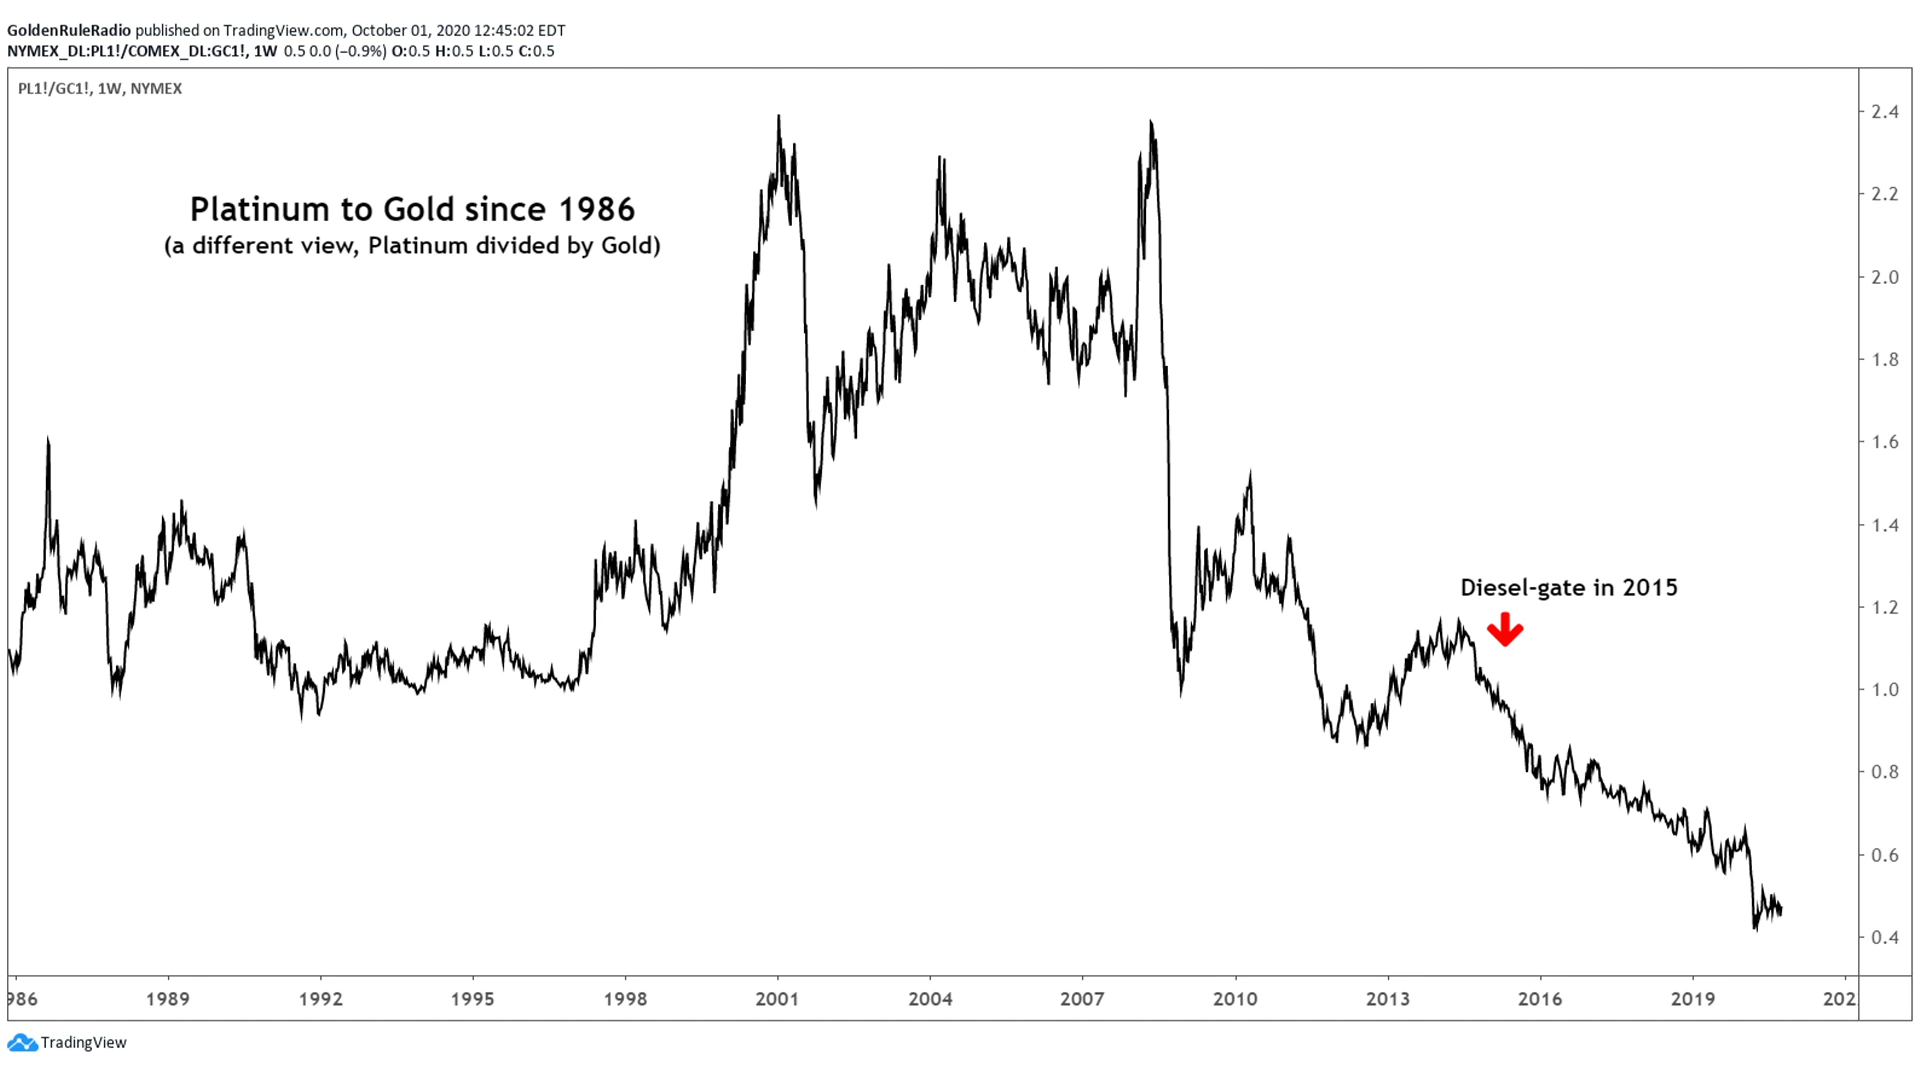 GoldenRuleRadio published on TradingView.com, October 01, 2020 12:45:02 EDT
NYMEX_DL:PL1!/COMEX_DL:GC1!, 1W 0.5 0.0 (−0.9%) O:0.5 H:0.5 L:0.5 C:0.5
PL1!/GC1!, 1W, NYMEX
Platinum to Gold since 1986
(a different view, Platinum divided by Gold)
Diesel-gate in 2015
2.4
2.2
2.0
1.8
1.6
1.4
1.2
1.0
0.8
0.6
0.4
986 1989 1992 1995 1998 2001 2004 2007 2010 2013 2016 2019 202
TradingView